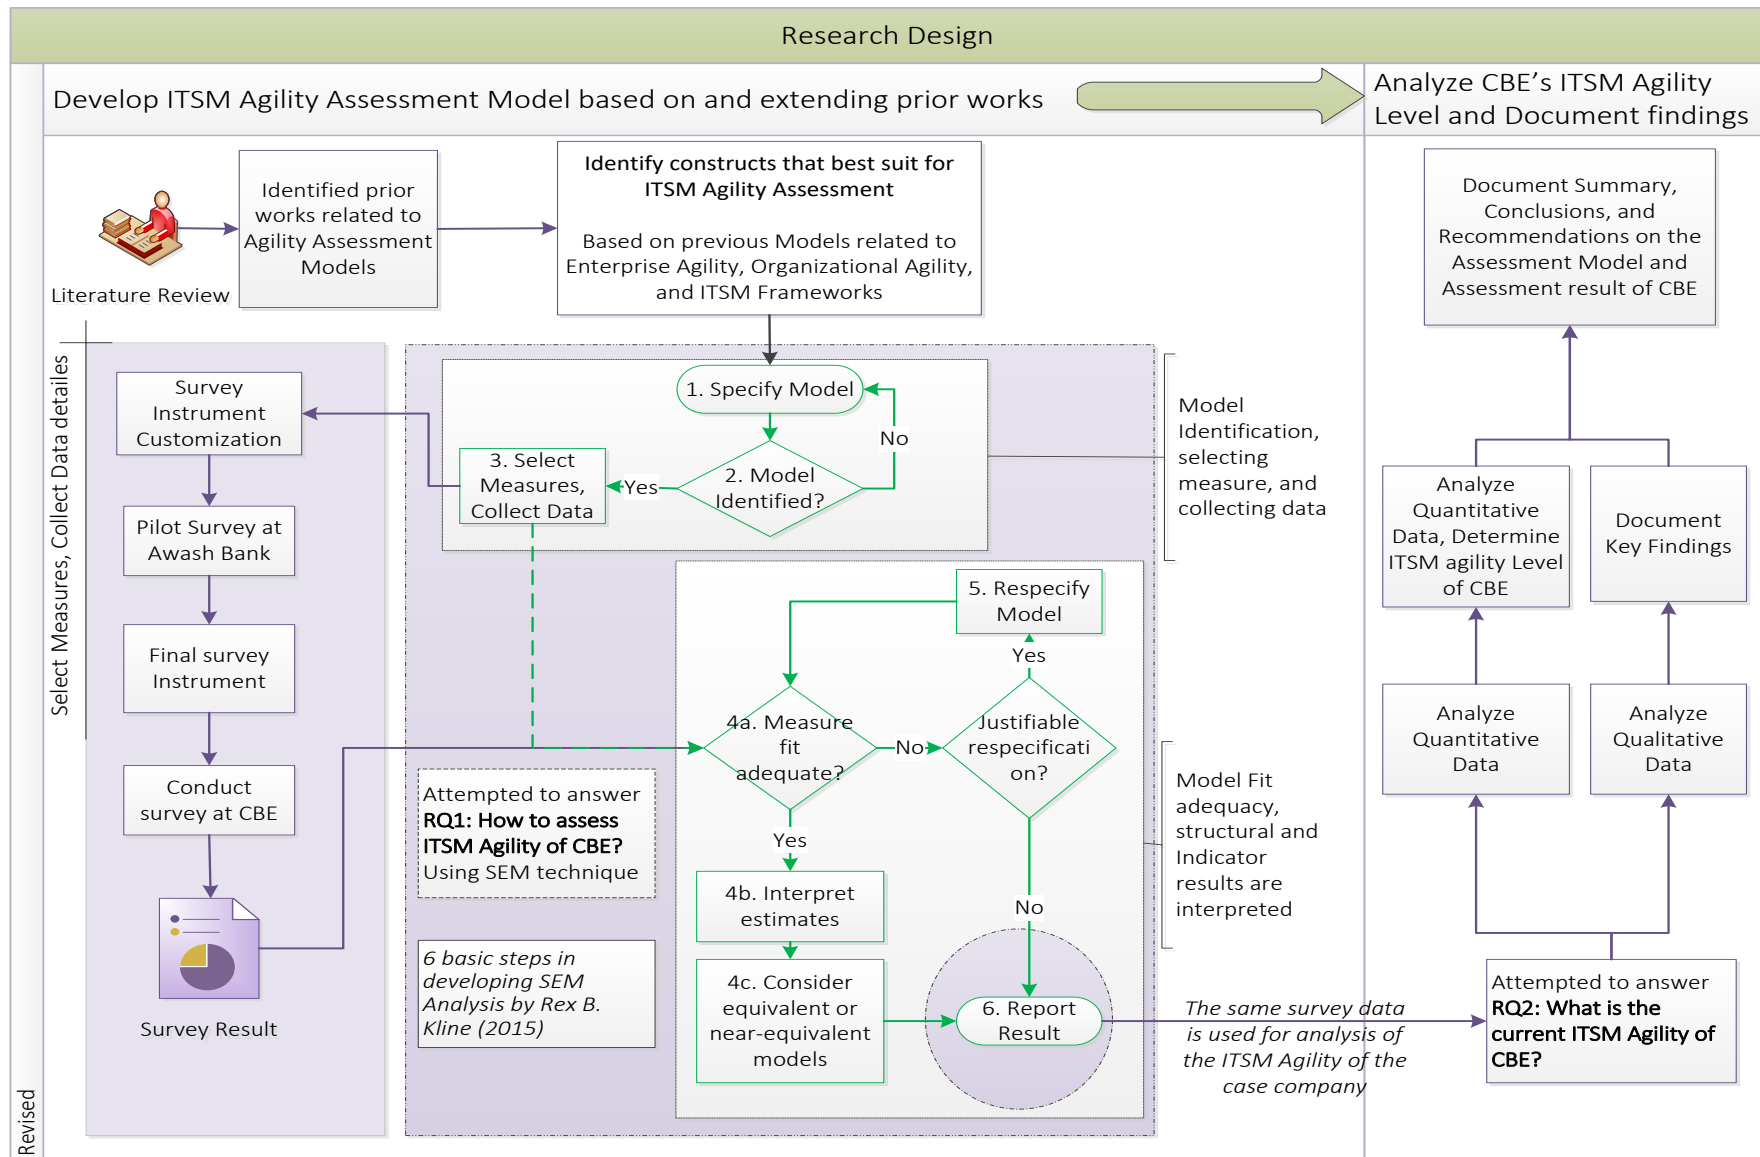 Research Design
Develop ITSM Agility Assessment Model based on and extending prior works
Analyze CBE's ITSM Agility
Level and Document findings
Literature Review
Identified prior
works related to
Agility Assessment
Models
Identify constructs that best suit for
ITSM Agility Assessment
Based on previous Models related to
Enterprise Agility, Organizational Agility,
and ITSM Frameworks
Select Measures, Collect Data detailes
Survey
Instrument
Customization
Pilot Survey at
Awash Bank
Final survey
Instrument
Conduct
survey at CBE
Survey Result
1. Specify Model
2. Model
Identified?
No
Yes
3. Select
Measures,
Collect Data
Model
Identification,
selecting
measure, and
collecting data
5. Respecify
Model
Yes
4a. Measure
fit
adequate?
No
Justifiable
respecificati
on?
Yes
No
4b. Interpret
estimates
4c. Consider
equivalent or
near-equivalent
models
6. Report
Result
Attempted to answer
RQ1: How to assess
ITSM Agility of CBE?
Using SEM technique
6 basic steps in
developing SEM
Analysis by Rex B.
Kline (2015)
Model Fit
adequacy,
structural and
Indicator
results are
interpreted
The same survey data
is used for analysis of
the ITSM Agility of the
case company
Document Summary,
Conclusions, and
Recommendations on the
Assessment Model and
Assessment result of CBE
Analyze
Quantitative
Data, Determine
ITSM agility Level
of CBE
Document
Key Findings
Analyze
Quantitative
Data
Analyze
Qualitative
Data
Attempted to answer
RQ2: What is the
current ITSM Agility of
CBE?
Revised